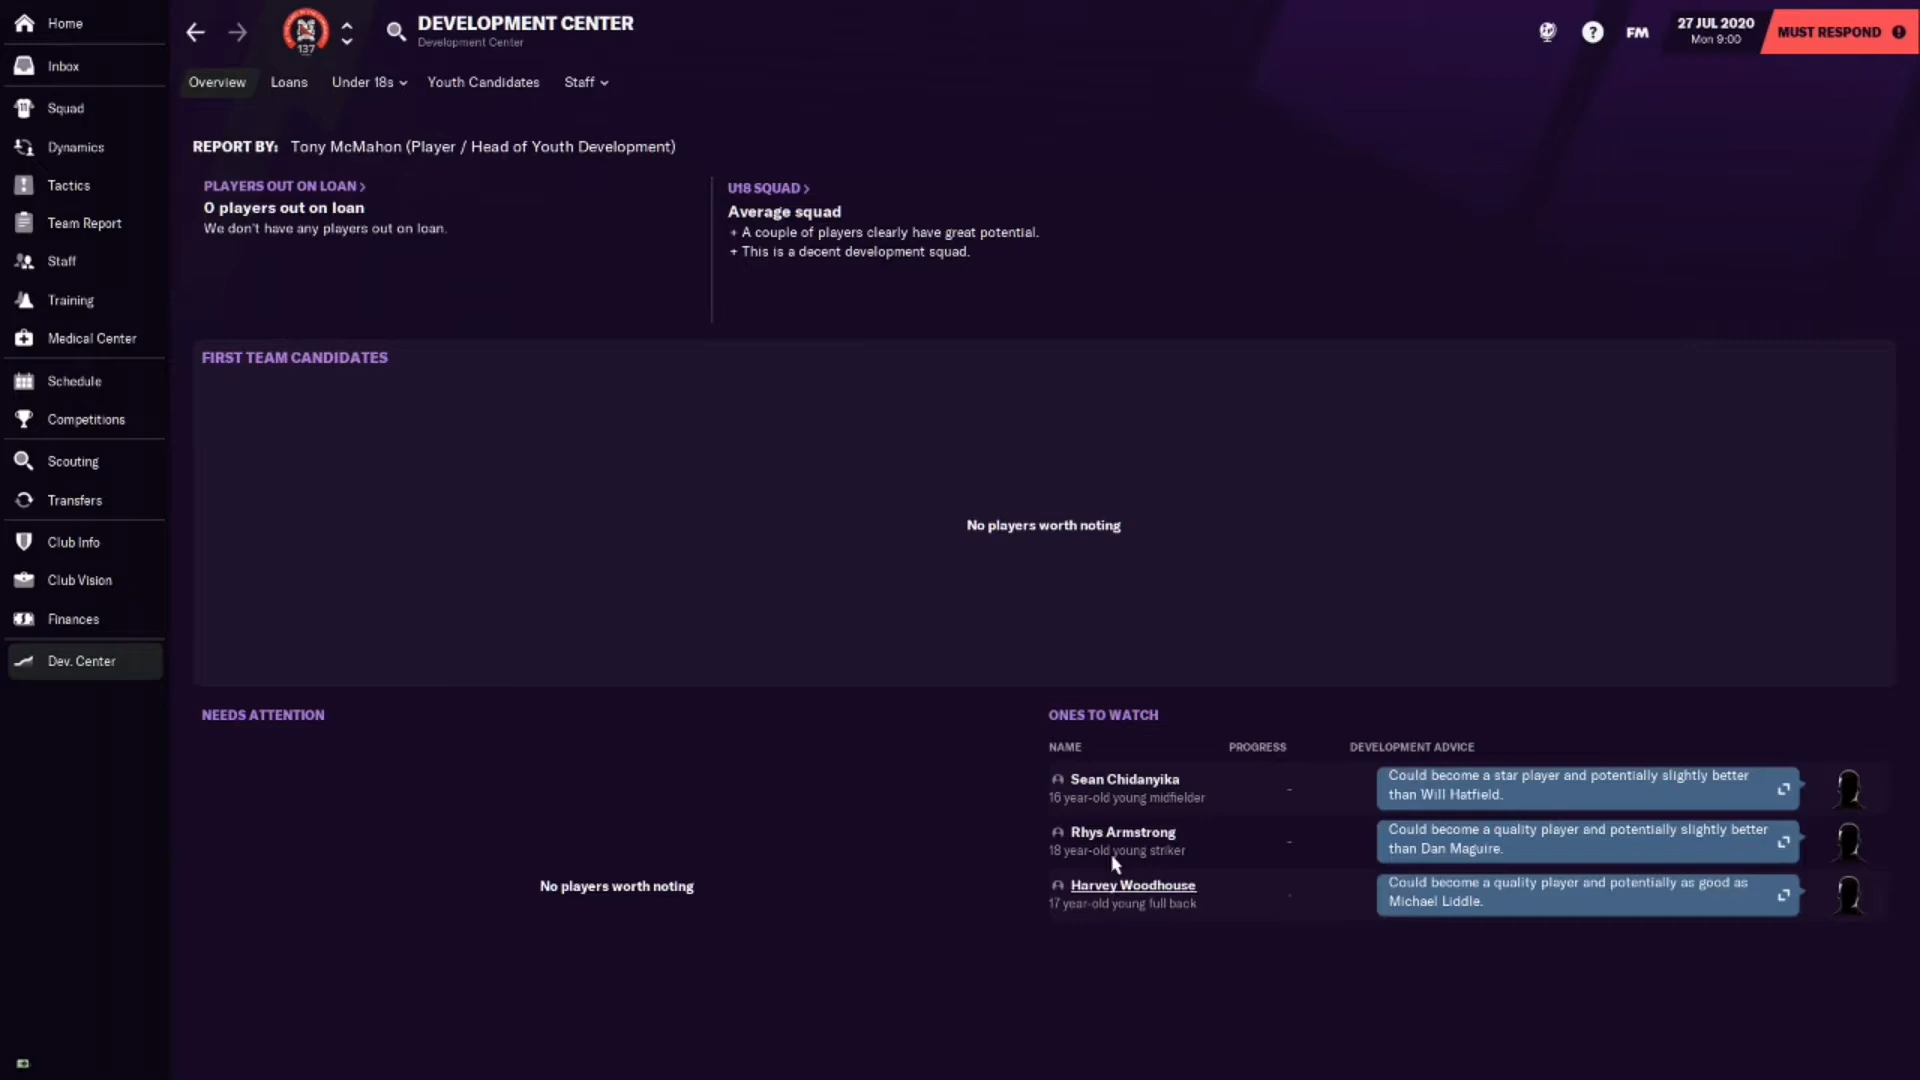 Home
Inbox
Squad
Dynamics
Tactics
Team Report
Staff
Training
Medical Center
Schedule
Competitions
Scouting
Transfers
Club Info
Club Vision
Finances
Dev. Center
137
DEVELOPMENT CENTER
Development Center
?
FM
27 JUL 2020
Mon 9:00
MUST RESPOND
Overview
Loans
Under 18s
Youth Candidates
Staff
REPORT BY: Tony McMahon (Player / Head of Youth Development)
PLAYERS OUT ON LOAN >
0 players out on loan
We don't have any players out on loan.
U18 SQUAD >
Average squad
+ A couple of players clearly have great potential.
+ This is a decent development squad.
FIRST TEAM CANDIDATES
No players worth noting
NEEDS ATTENTION
No players worth noting
ONES TO WATCH
NAME PROGRESS DEVELOPMENT ADVICE
Sean Chidanyika
16 year-old young midfielder
-
Could become a star player and potentially slightly better
than Will Hatfield.
Rhys Armstrong
18 year-old young striker
-
Could become a quality player and potentially slightly better
than Dan Maguire.
Harvey Woodhouse
17 year-old young full back
-
Could become a quality player and potentially as good as
Michael Liddle.